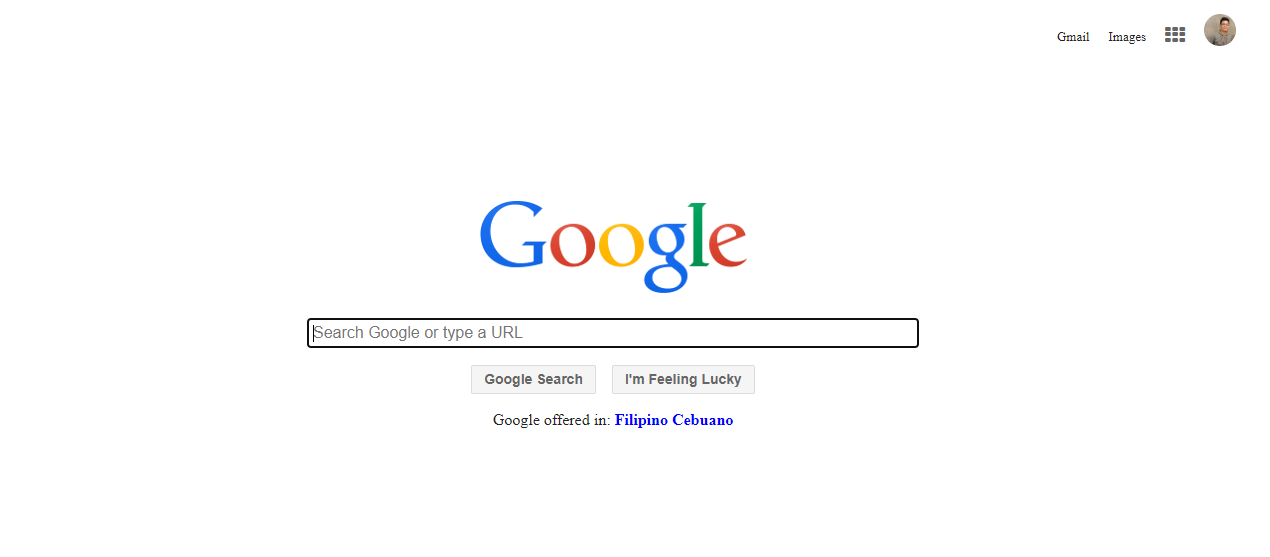 Gmail Images
Google
Search Google or type a URL
Google Search I'm Feeling Lucky
Google offered in: Filipino Cebuano